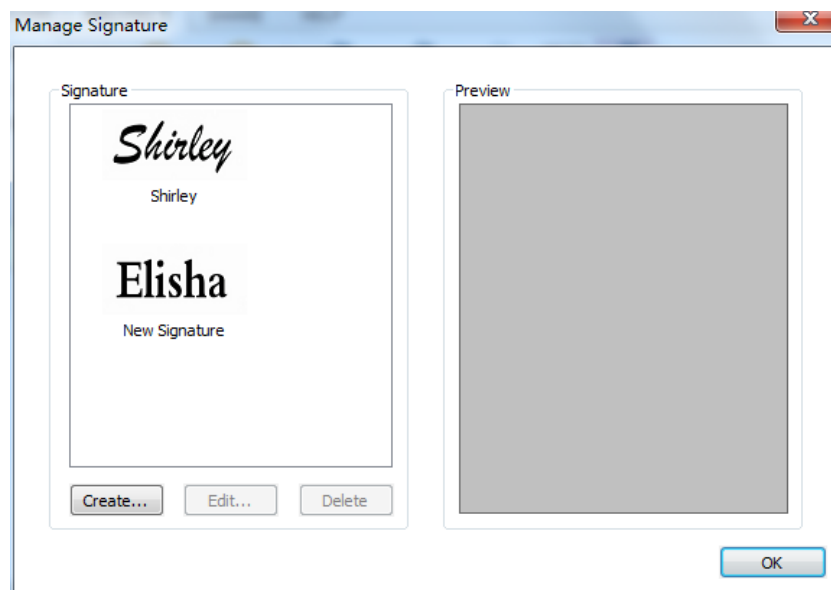 Manage Signature
Signature
Preview
Shirley
Shirley
Elisha
New Signature
Create...
Edit...
Delete
OK